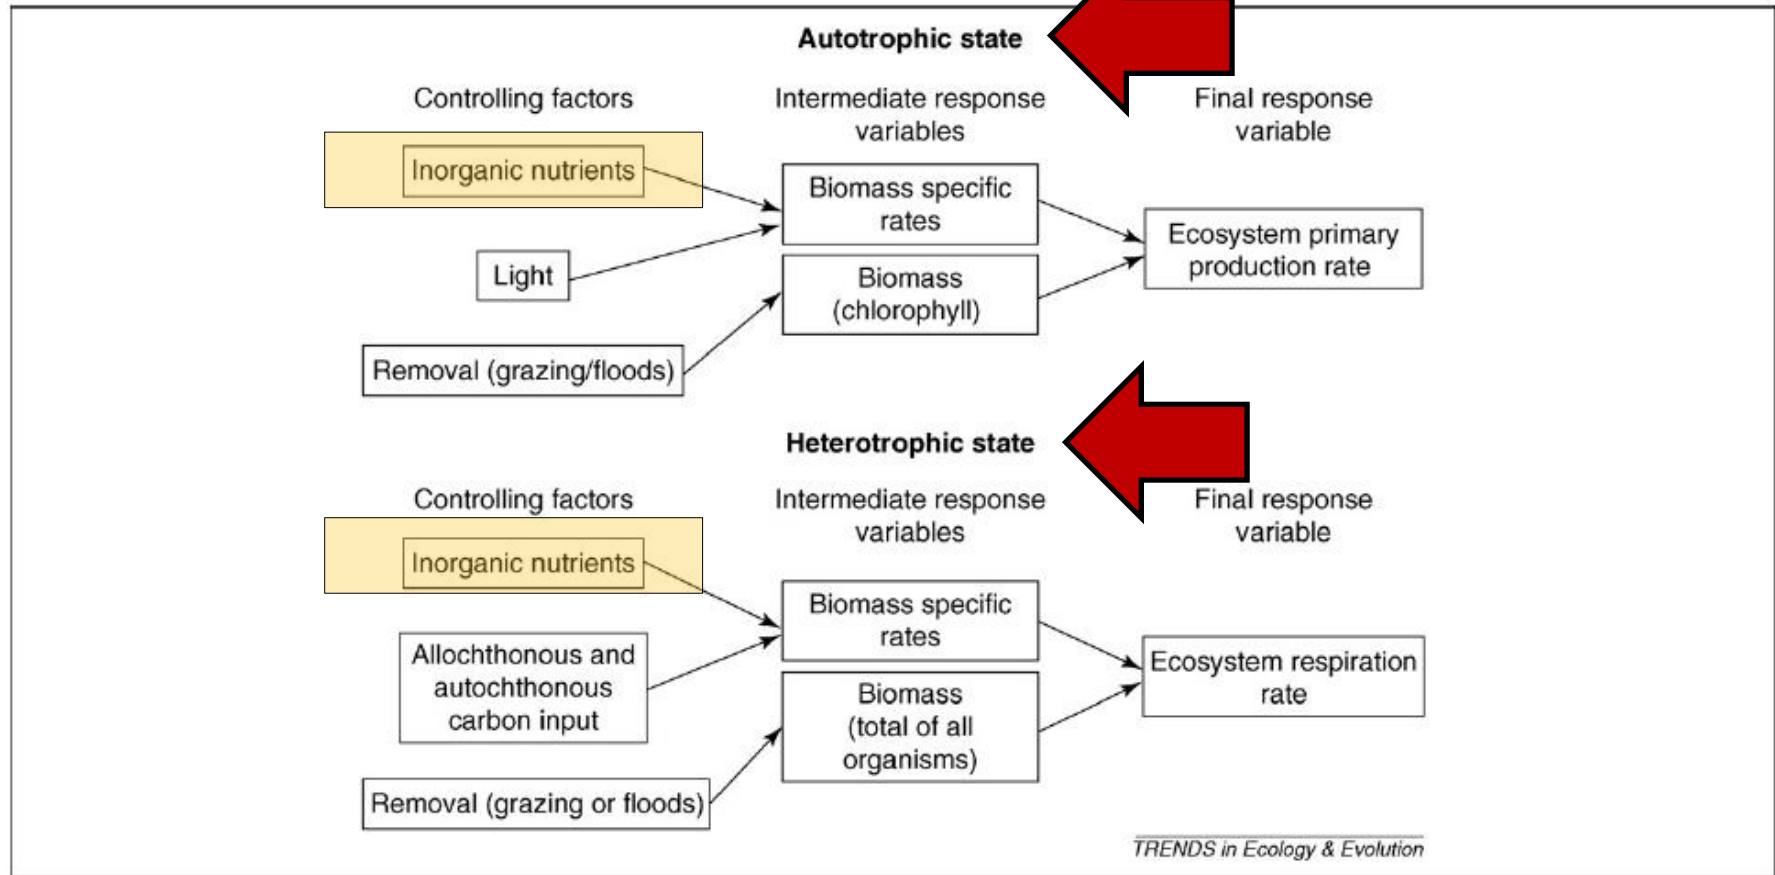 Autotrophic state
Controlling factors
Intermediate response
variables
Final response
variable
Inorganic nutrients
Light
Removal (grazing/floods)
Biomass specific
rates
Biomass
(chlorophyll)
Ecosystem primary
production rate
Heterotrophic state
Controlling factors
Intermediate response
variables
Final response
variable
Inorganic nutrients
Allochthonous and
autochthonous
carbon input
Removal (grazing or floods)
Biomass specific
rates
Biomass
(total of all
organisms)
Ecosystem respiration
rate
TRENDS in Ecology & Evolution